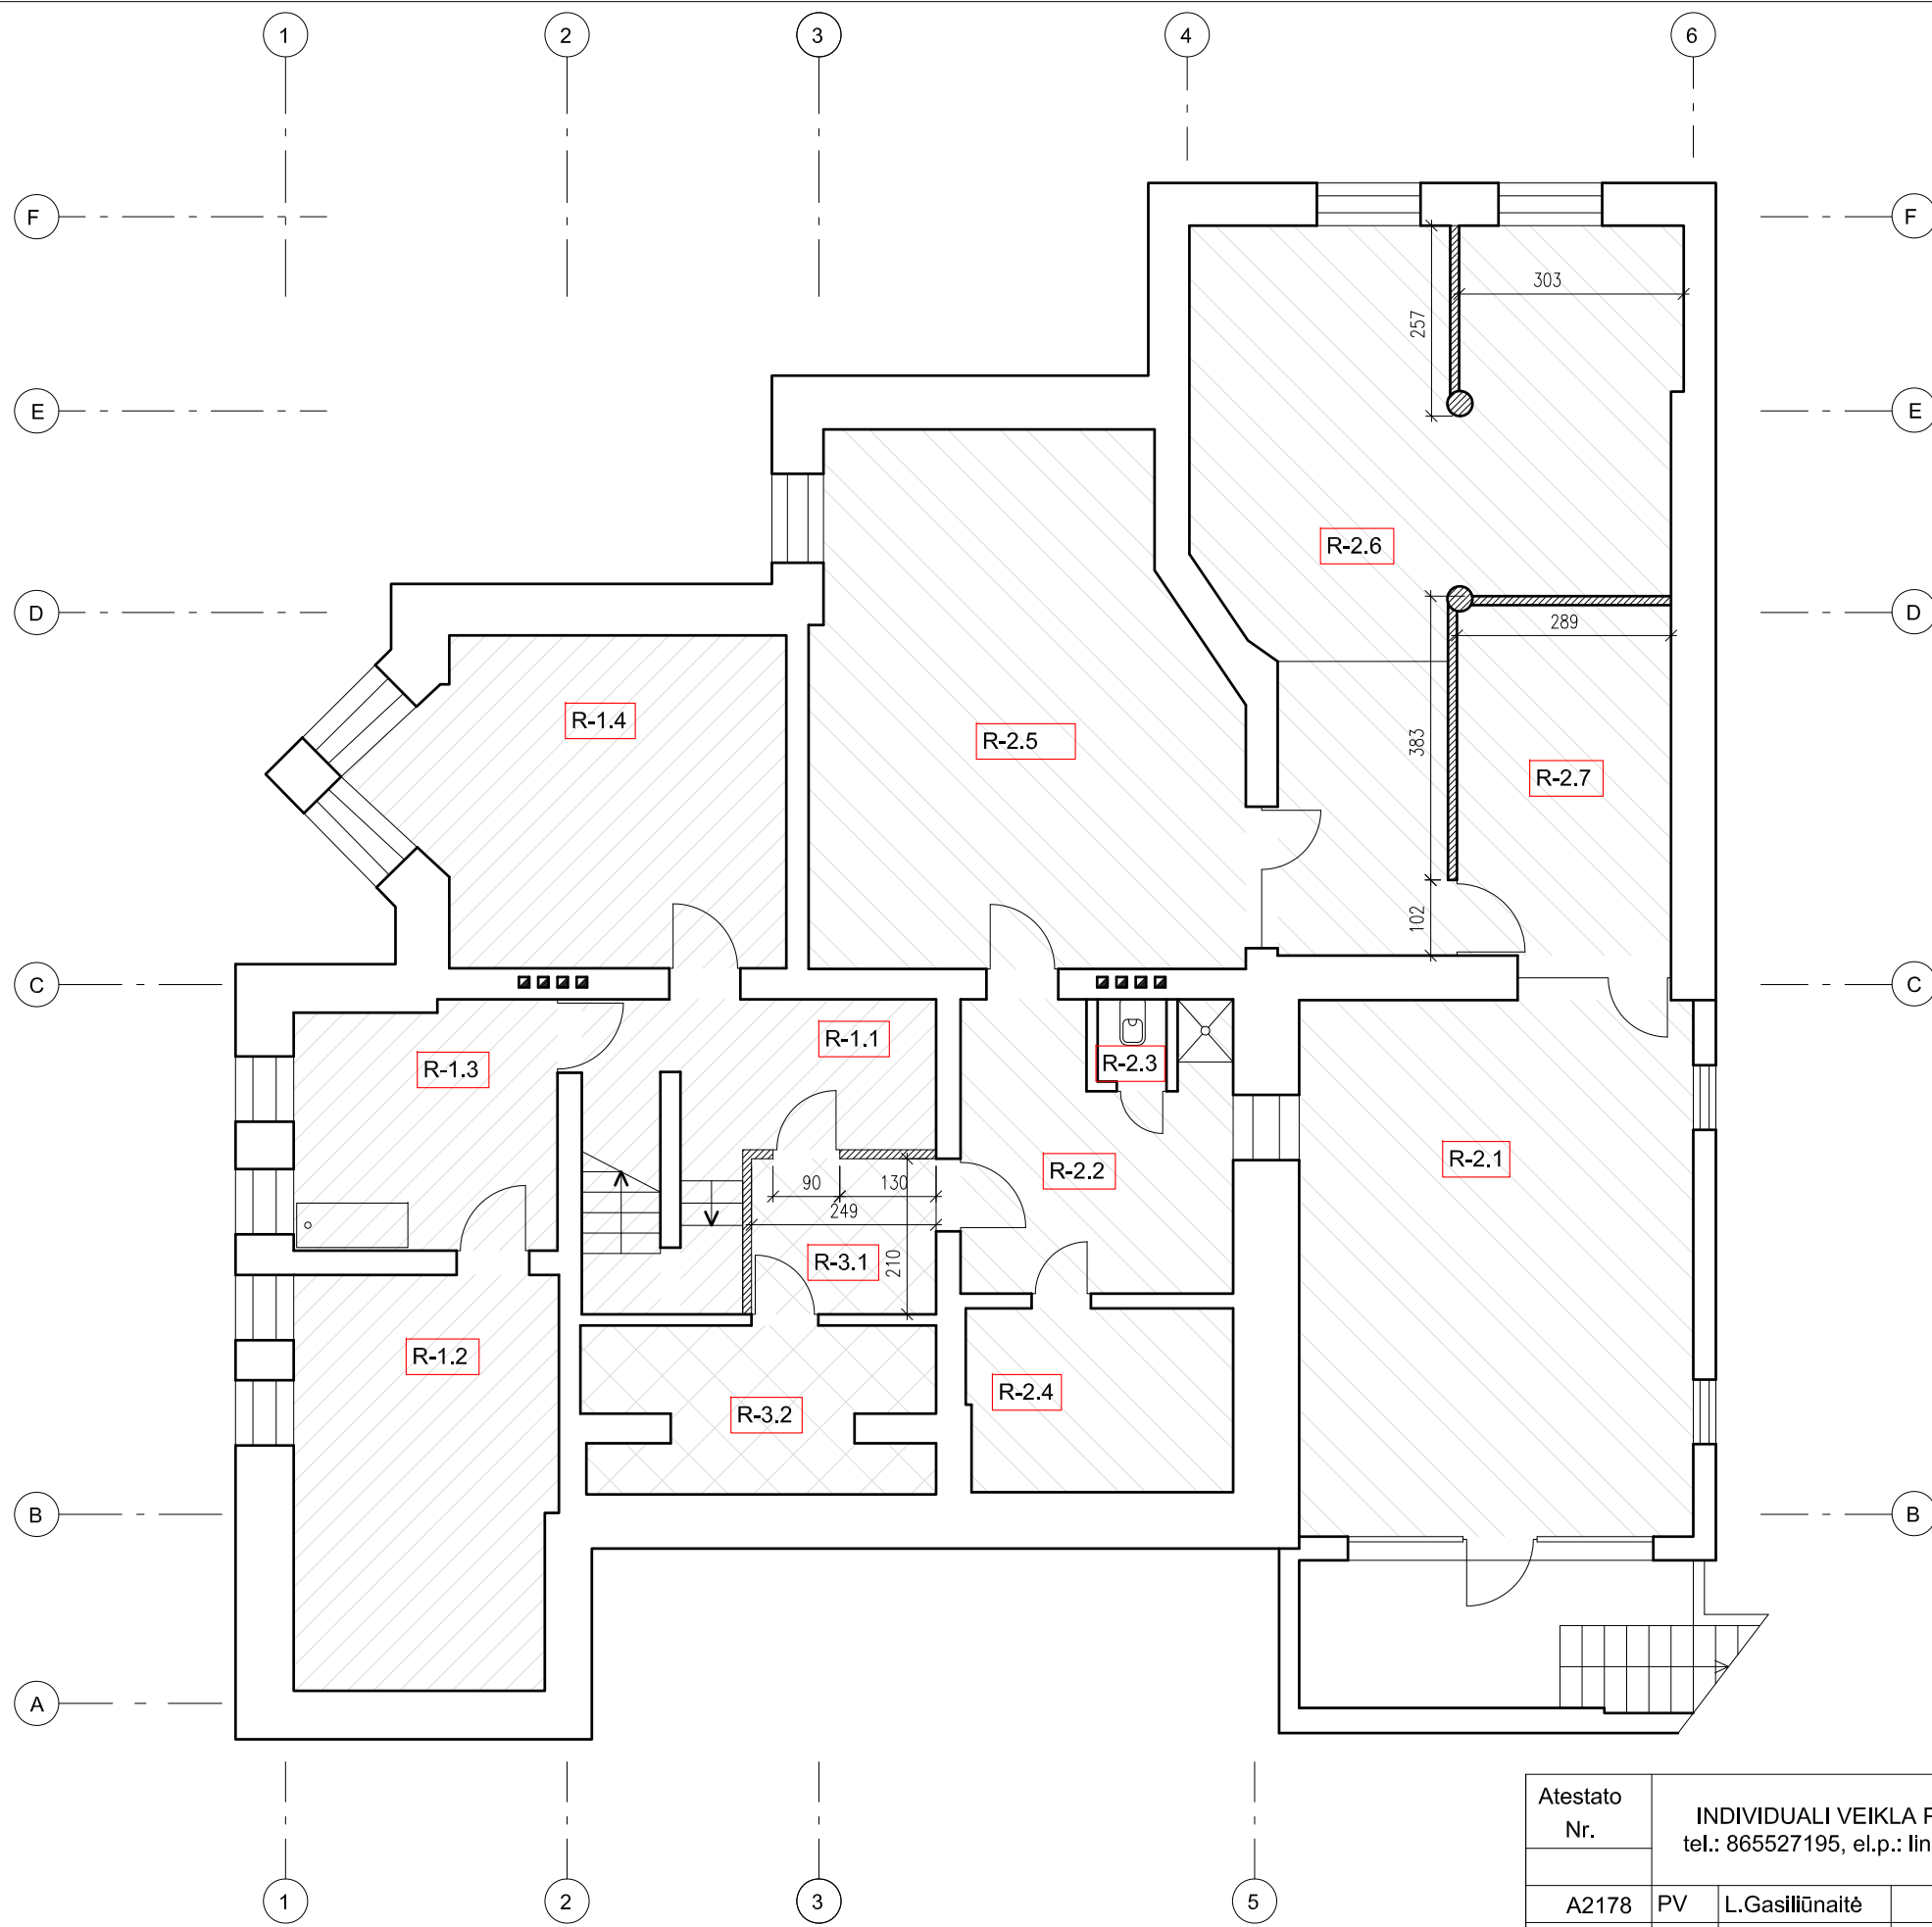 1 2 3 4 6
F F
303
257
E E
R-2.6
D D
289
R-1.4
R-2.5
383
R-2.7
102
C C
R-1.1
R-1.3
R-2.3
R-2.1
R-2.2
90 130
249
R-3.1
210
R-1.2
R-2.4
R-3.2
B B
A
1 2 3 5
Atestato
Nr.
INDIVIDUALI VEIKLA
tel.: 865527195, el.p.: lin
A2178 PV L.Gasiliūnaitė